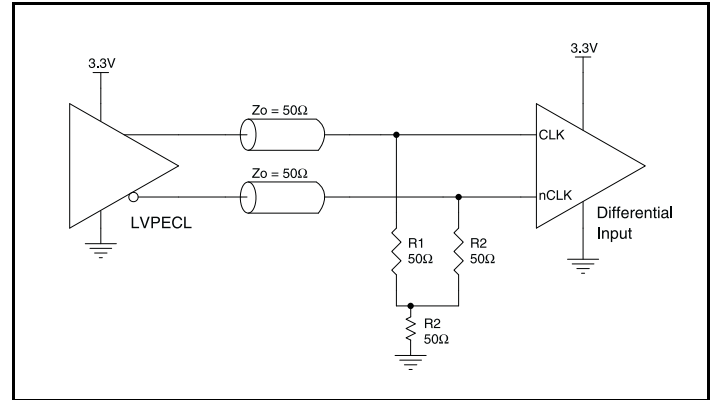 3.3V
3.3V
Zo = 50Ω
CLK
Zo = 50Ω
nCLK
LVPECL
Differential
Input
R1
50Ω
R2
50Ω
R2
50Ω